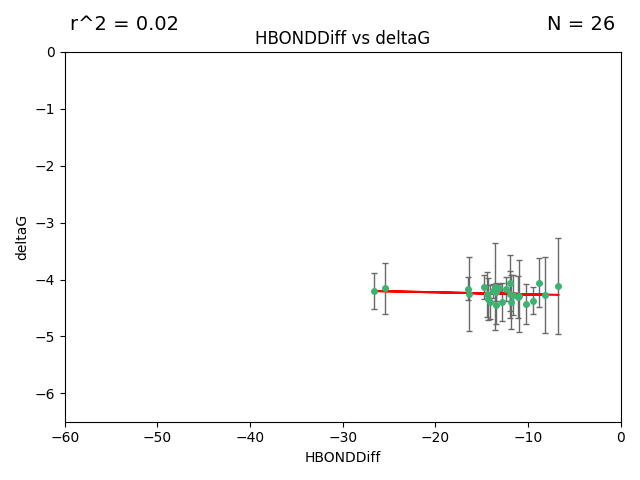 r^2 = 0.02
N = 26
HBONDDiff vs deltaG
0
−1
−2
−3
−4
−5
−6
deltaG
−60 −50 −40 −30 −20 −10 0
HBONDDiff